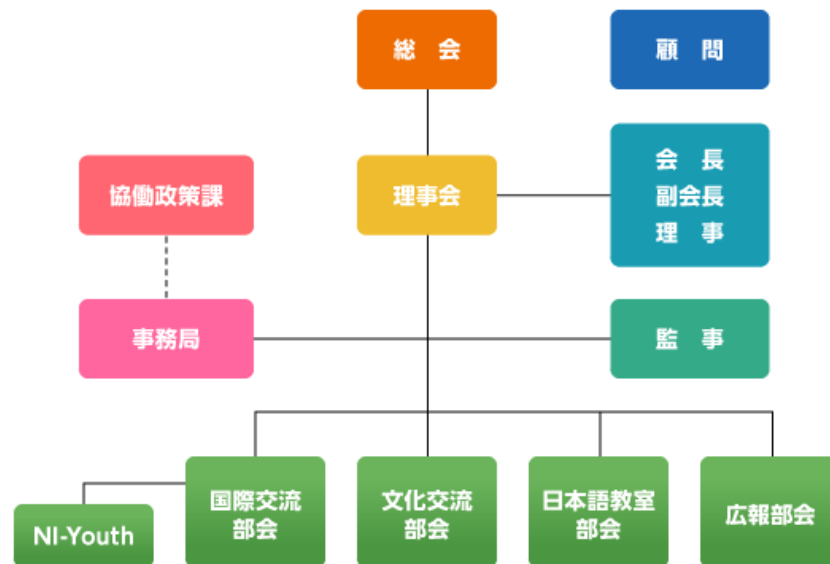 総　会
顧　問
協働政策課
理事会
会　長
副会長
理　事
事務局
監　事
NI-Youth
国際交流
部会
文化交流
部会
日本語教室
部会
広報部会